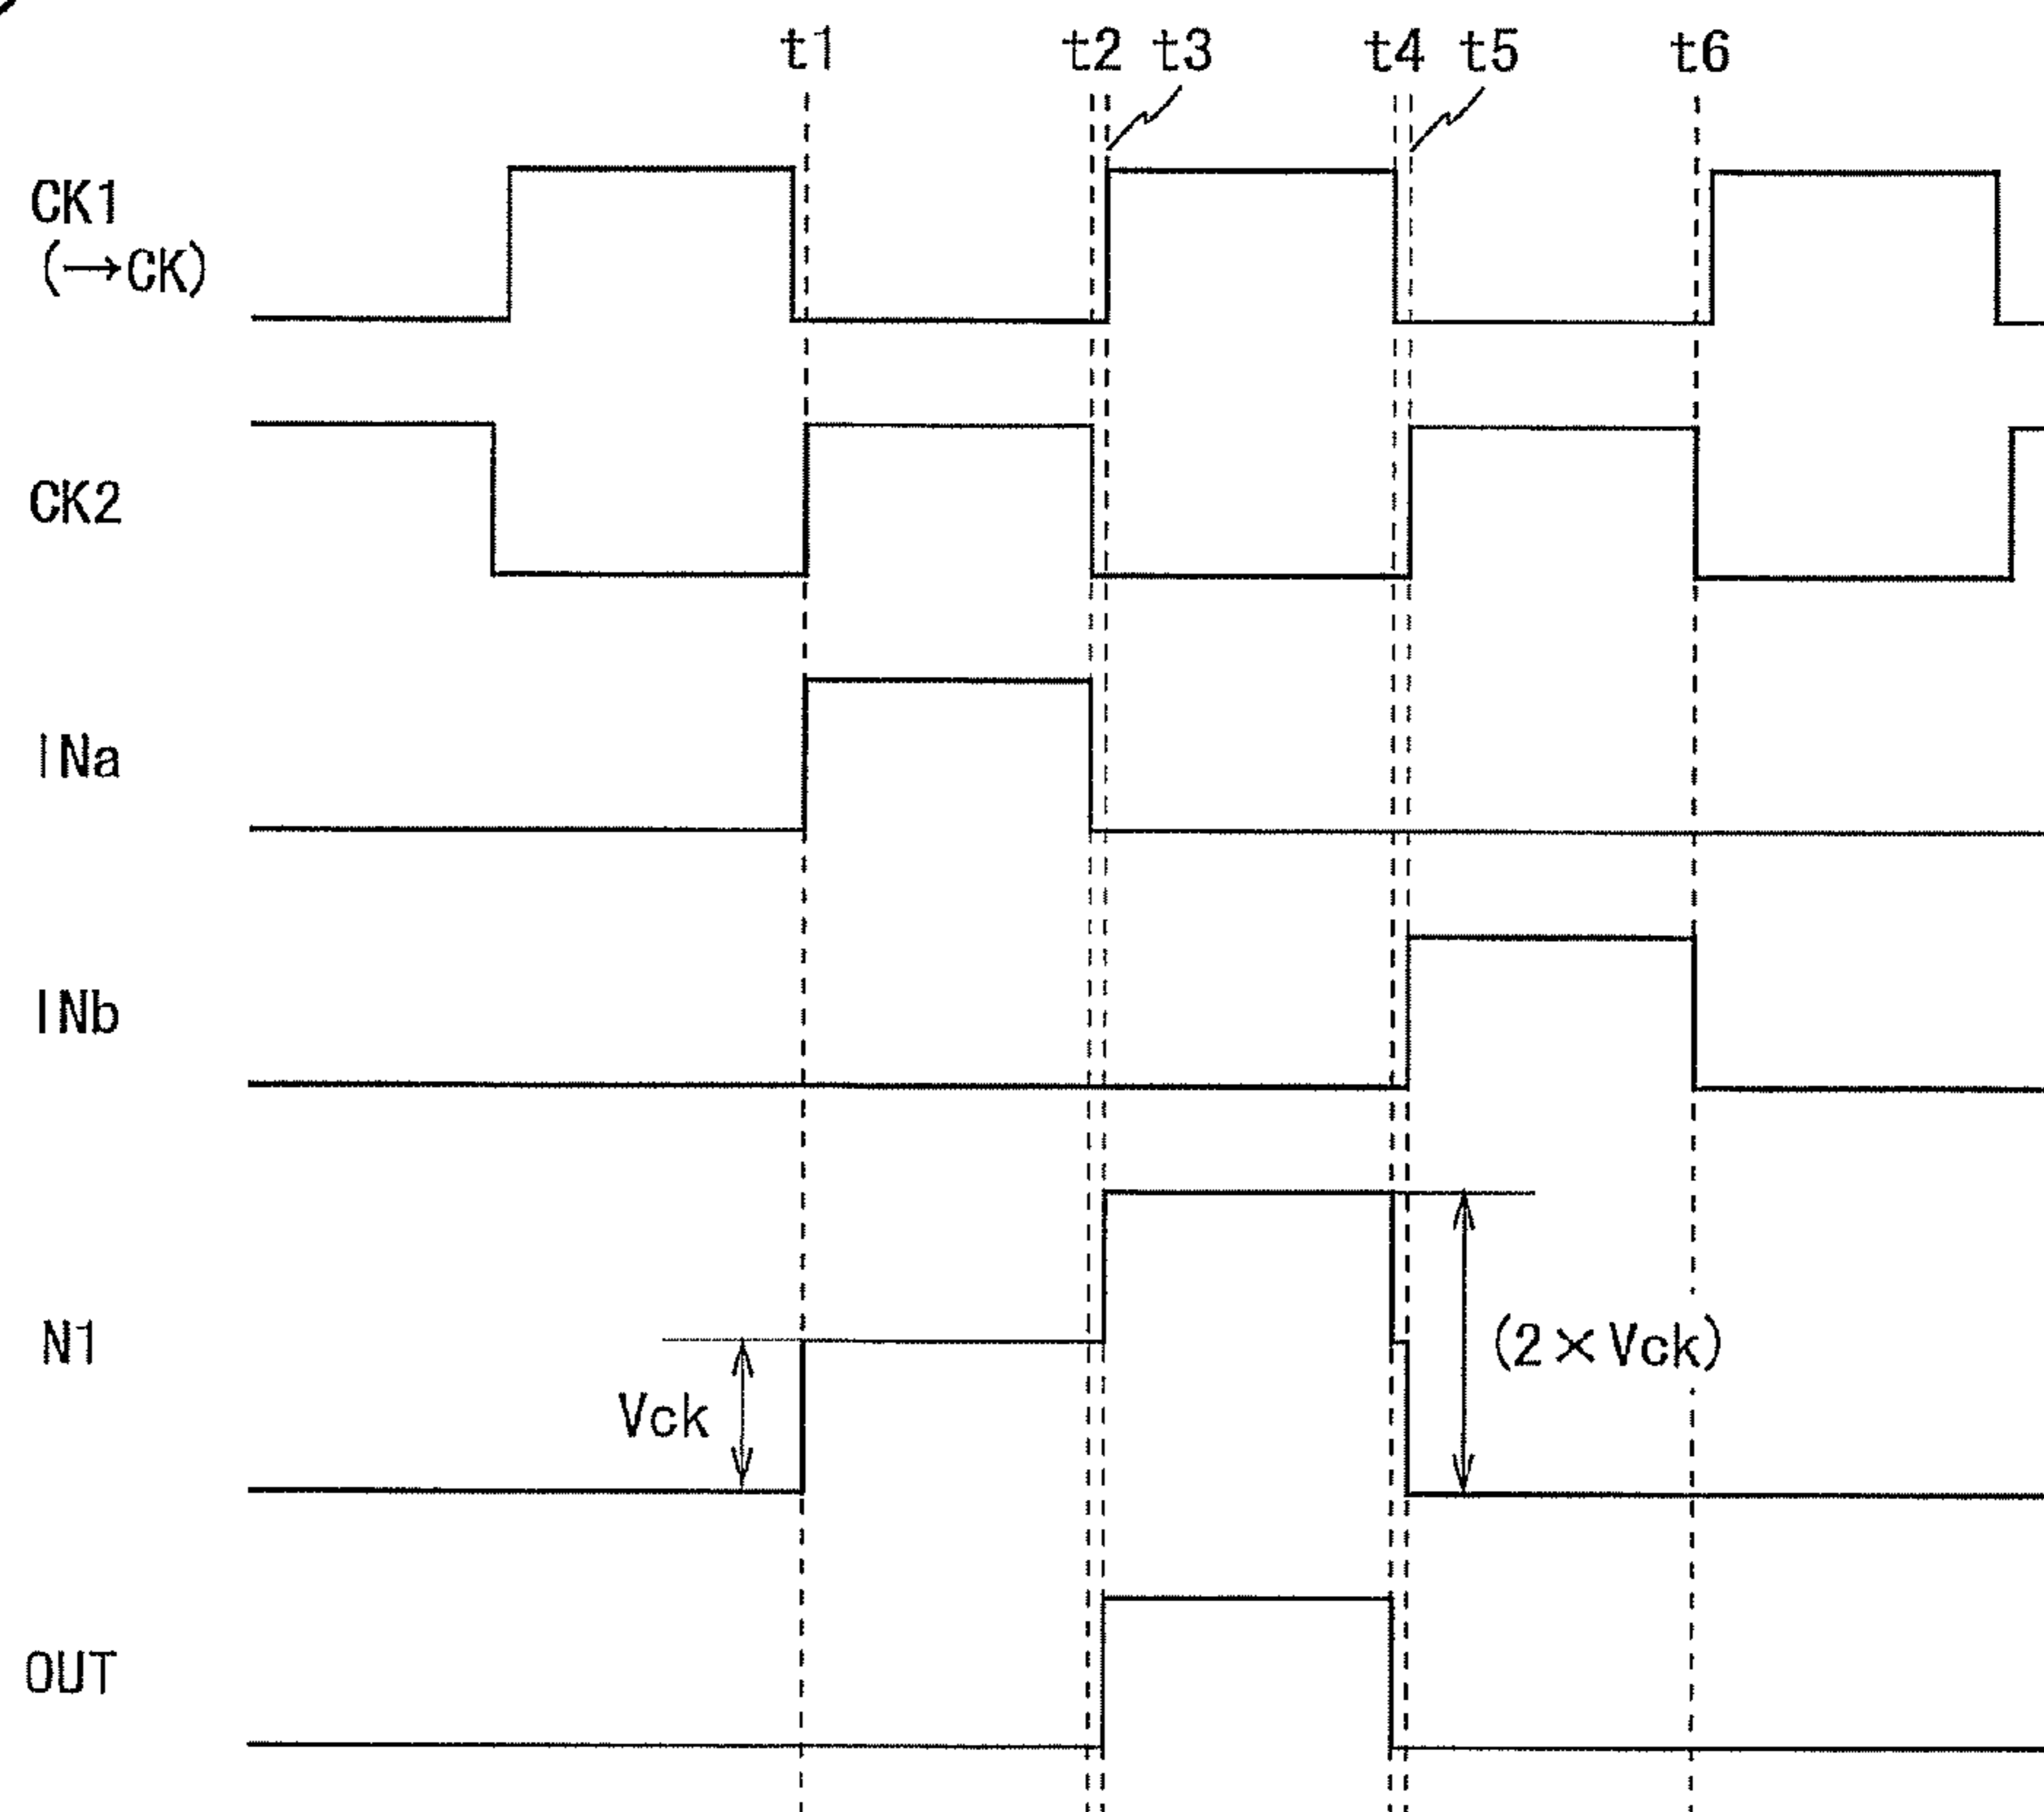 t1 t2 t3 t4 t5 t6
CK1
(→CK)
CK2
INa
INb
N1
Vck
(2×Vck)
OUT